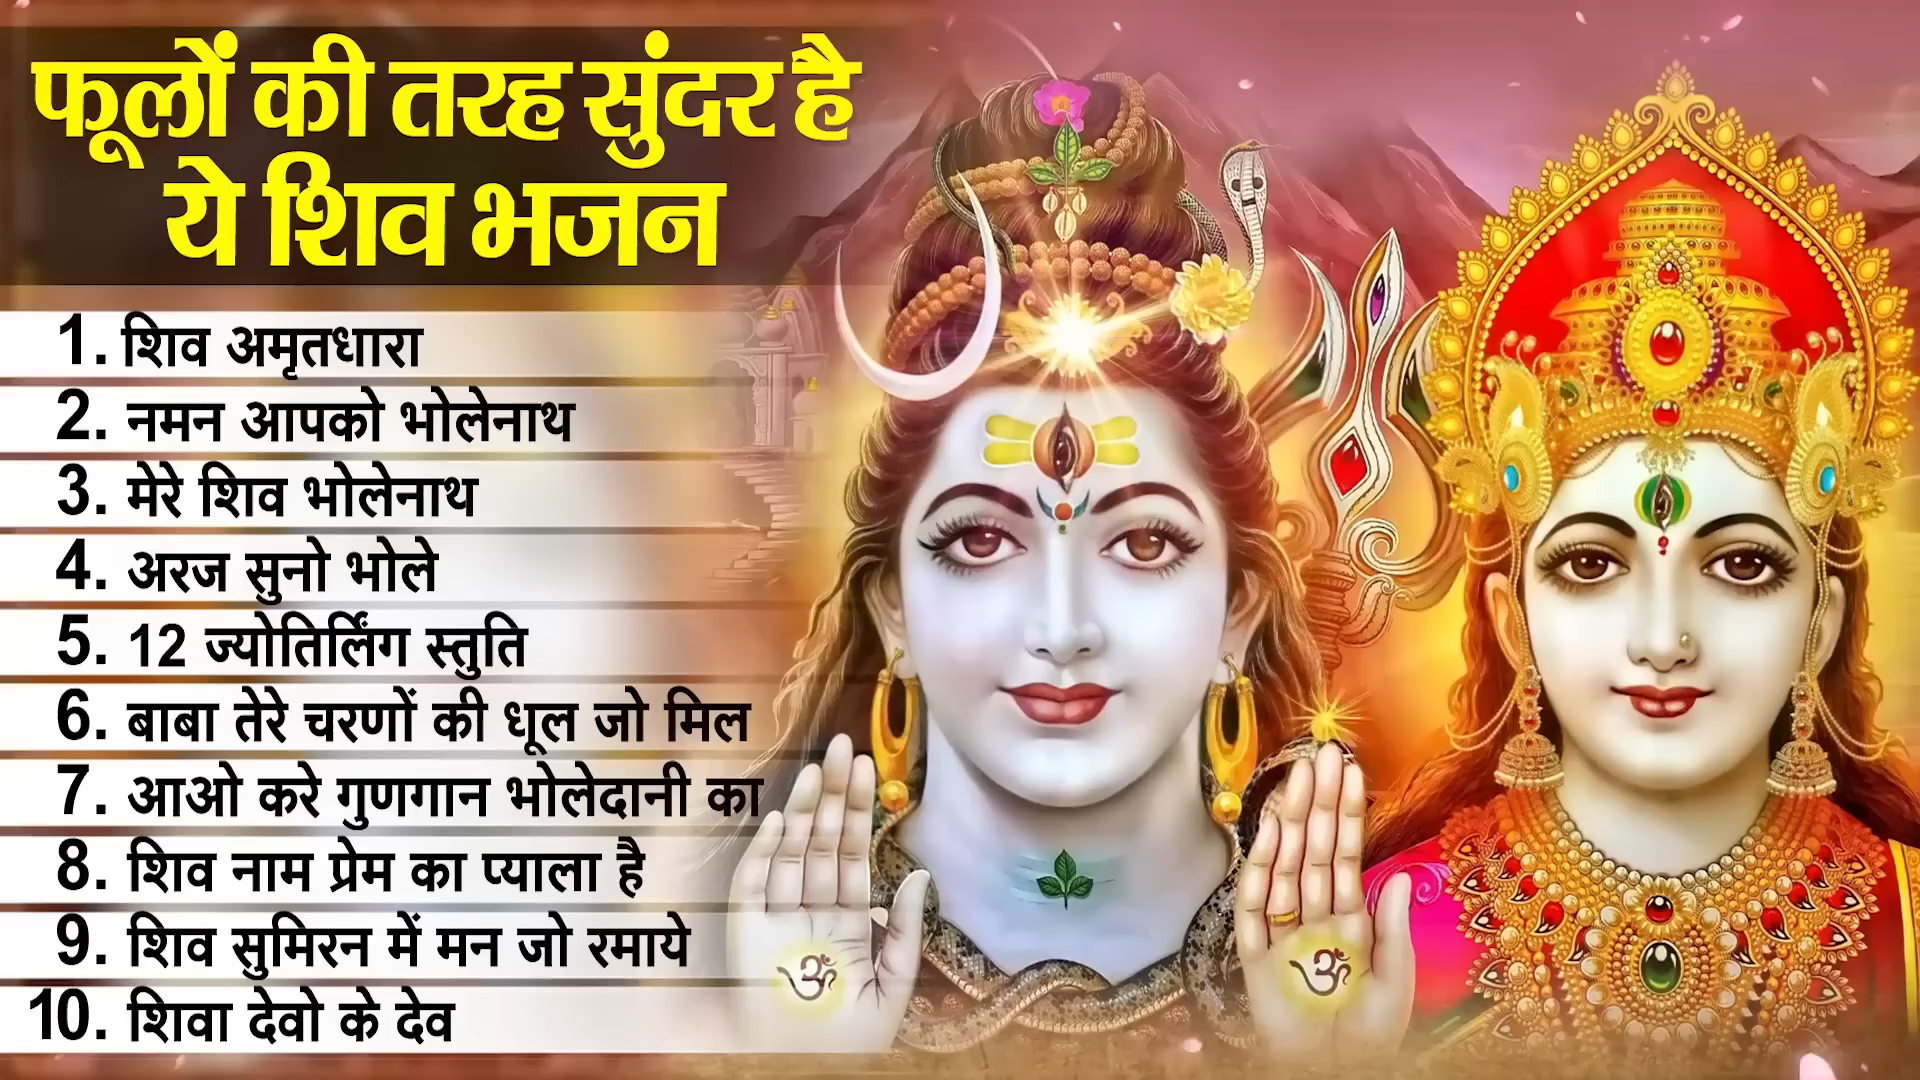 फूलों की तरह सुंदर है
ये शिव भजन
1. शिव अमृतधारा
2. नमन आपको भोलेनाथ
3. मेरे शिव भोलेनाथ
4. अरज सुनो भोले
5. 12 ज्योतिर्लिंग स्तुति
6. बाबा तेरे चरणों की धूल जो मिल
7. आओ करे गुणगान भोलेदानी का
8. शिव नाम प्रेम का प्याला है
9. शिव सुमिरन में मन जो रमाये
10. शिवा देवो के देव
ॐ ॐ